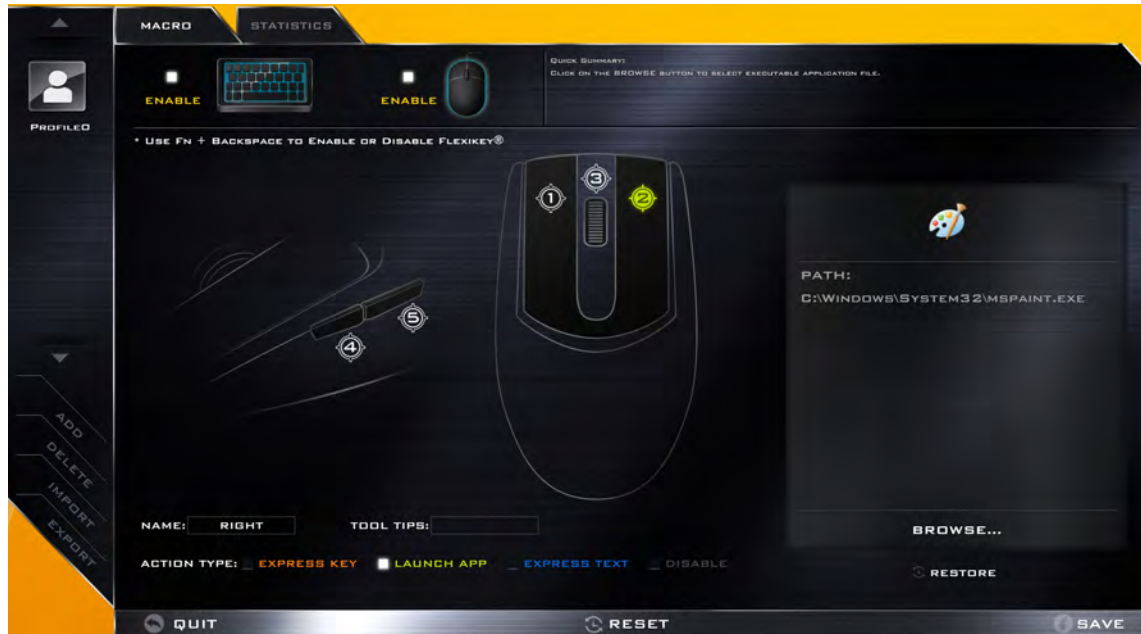 MACRO
STATISTICS
PROFILE0
ENABLE
ENABLE
QUICK SUMMARY:
CLICK ON THE BROWSE BUTTON TO SELECT EXECUTABLE APPLICATION FILE.
* USE FN + BACKSPACE TO ENABLE OR DISABLE FLEXIKEY®
1
3
2
5
4
PATH:
C:\WINDOWS\SYSTEM32\MSPAINT.EXE
ADD
DELETE
IMPORT
EXPORT
NAME: RIGHT TOOL TIPS:
BROWSE...
ACTION TYPE: EXPRESS KEY LAUNCH APP EXPRESS TEXT DISABLE
RESTORE
QUIT RESET SAVE